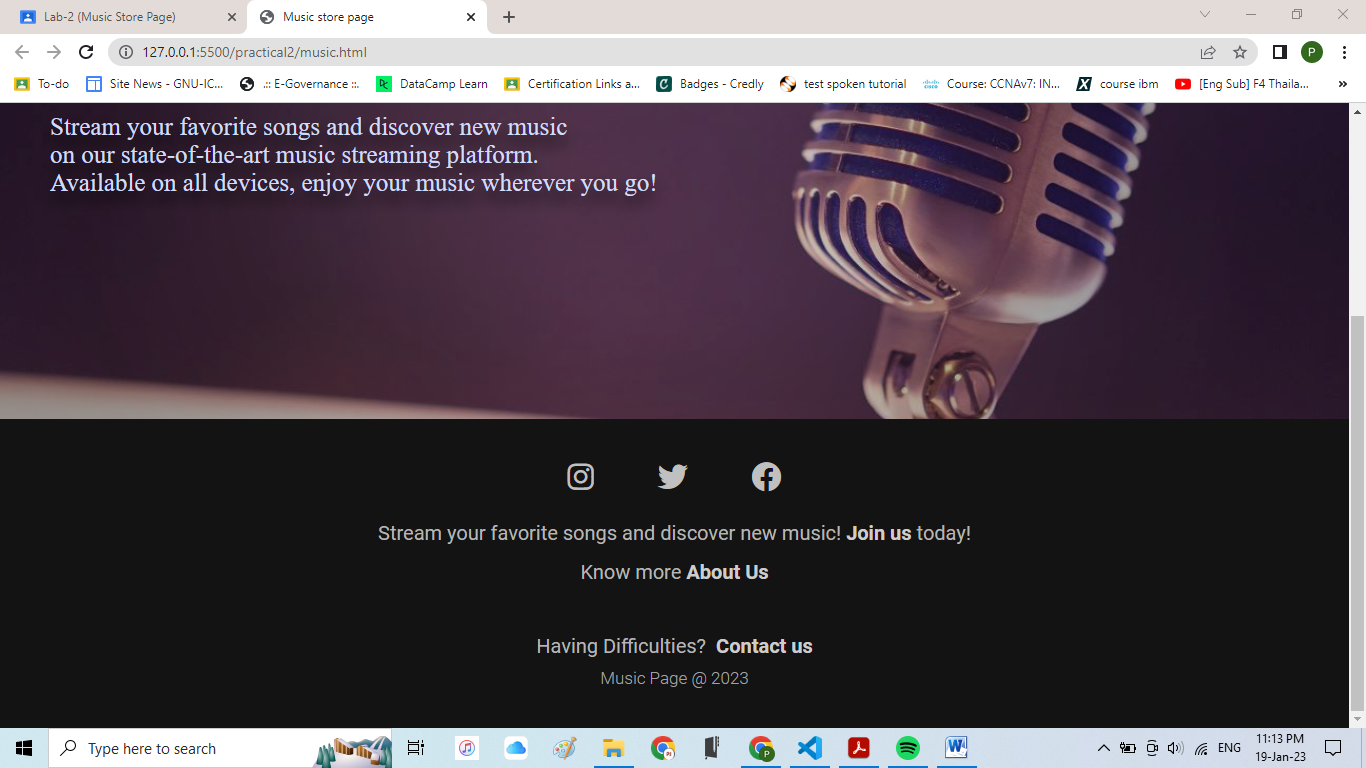 Lab-2 (Music Store Page)
Music store page
127.0.0.1:5500/practical2/music.html
P
To-do
Site News - GNU-IC...
.:: E-Governance ::.
DataCamp Learn
Certification Links a...
Badges - Credly
test spoken tutorial
Course: CCNAv7: IN...
course ibm
[Eng Sub] F4 Thaila...
Stream your favorite songs and discover new music
on our state-of-the-art music streaming platform.
Available on all devices, enjoy your music wherever you go!
Stream your favorite songs and discover new music! Join us today!
Know more About Us
Having Difficulties? Contact us
Music Page @ 2023
Type here to search
ENG
11:13 PM
19-Jan-23